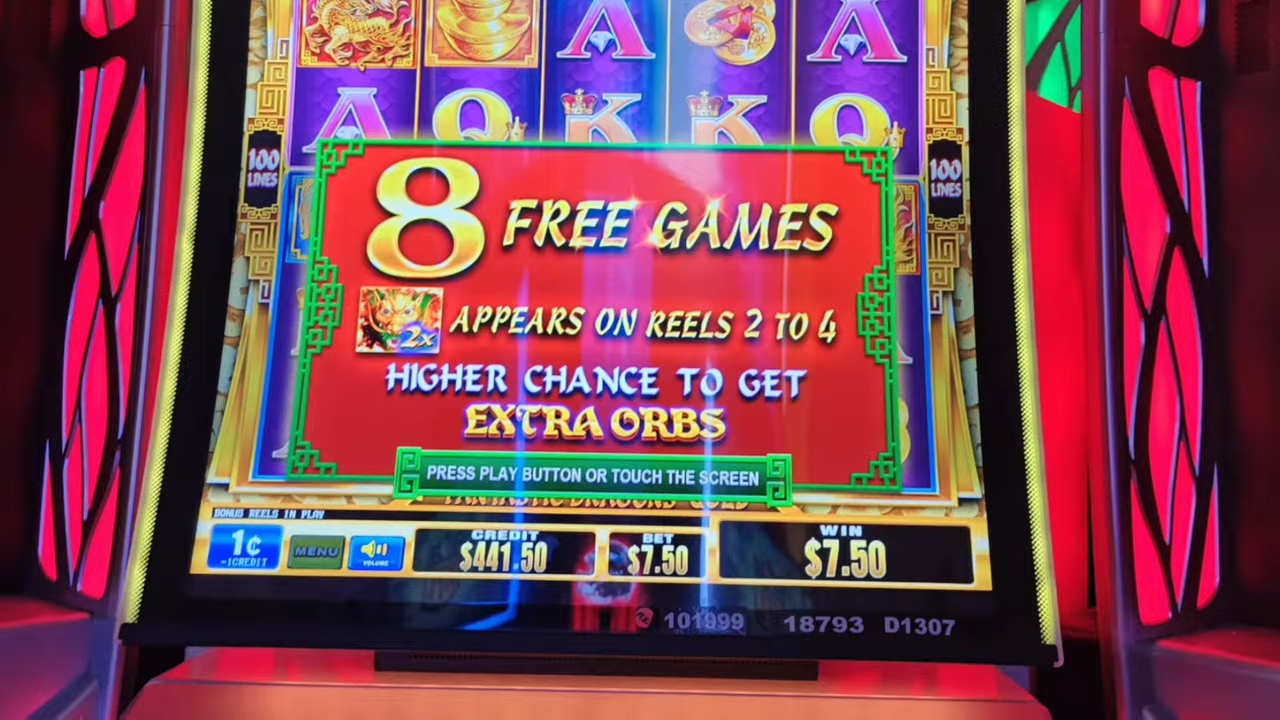 A A
A Q K K Q
100
LINES
100
LINES
8 FREE GAMES
2x APPEARS ON REELS 2 TO 4
HIGHER CHANCE TO GET
EXTRA ORBS
PRESS PLAY BUTTON OR TOUCH THE SCREEN
BONUS REELS IN PLAY
1¢
=1CREDIT
MENU
VOLUME
CREDIT
$441.50
BET
$7.50
WIN
$7.50
101999 18793 D1307